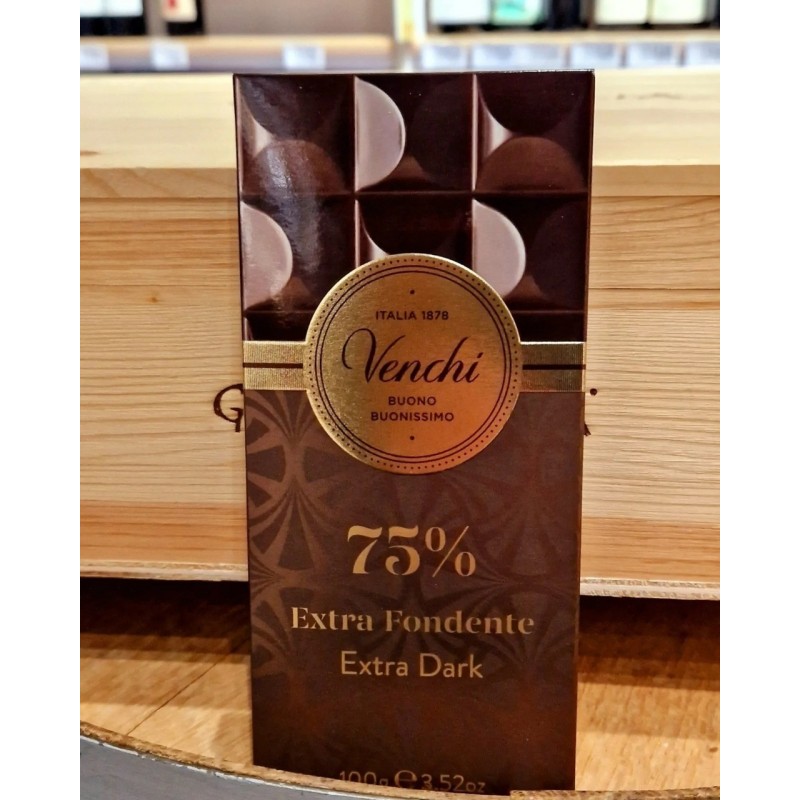 ITALIA 1878
Venchi
BUONO
BUONISSIMO
75%
Extra Fondente
Extra Dark
100g ℮ 3.52oz